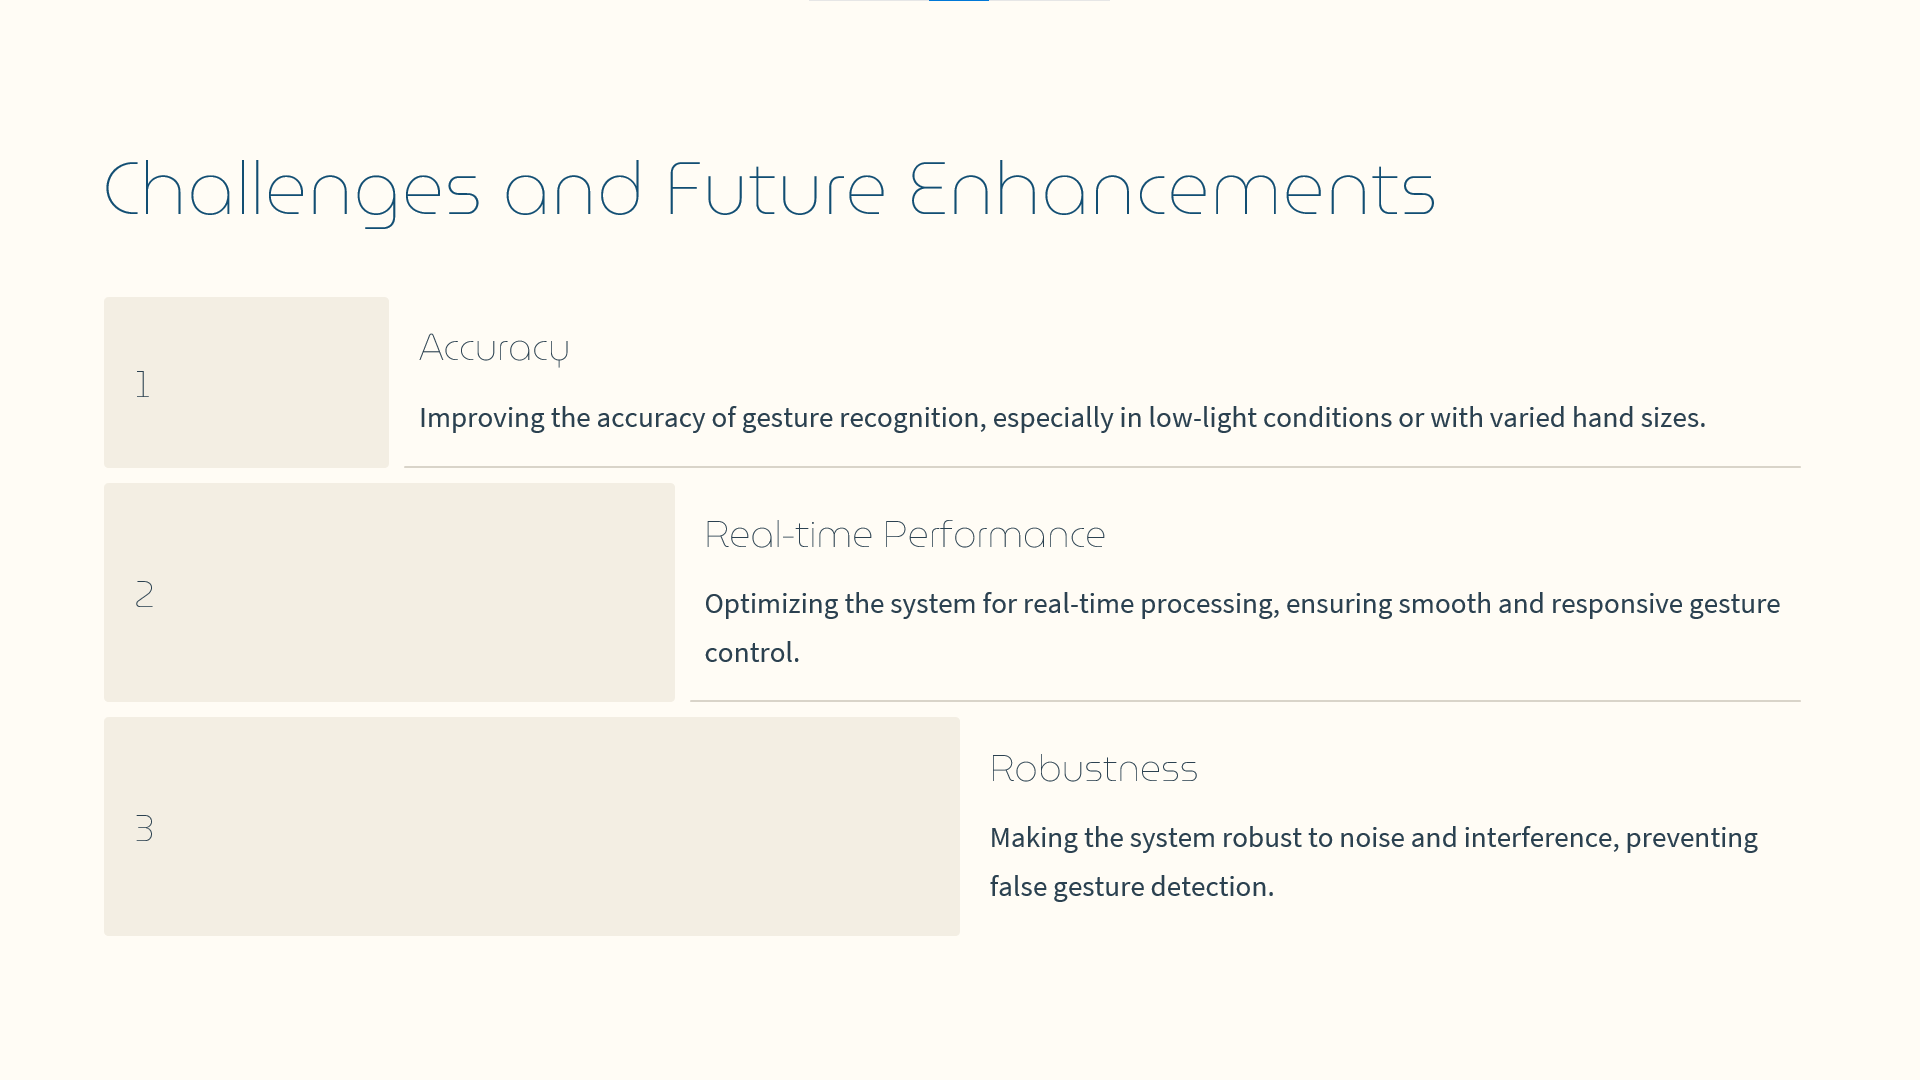 Challenges and Future Enhancements
1
Accuracy
Improving the accuracy of gesture recognition, especially in low-light conditions or with varied hand sizes.
2
Real-time Performance
Optimizing the system for real-time processing, ensuring smooth and responsive gesture
control.
3
Robustness
Making the system robust to noise and interference, preventing
false gesture detection.